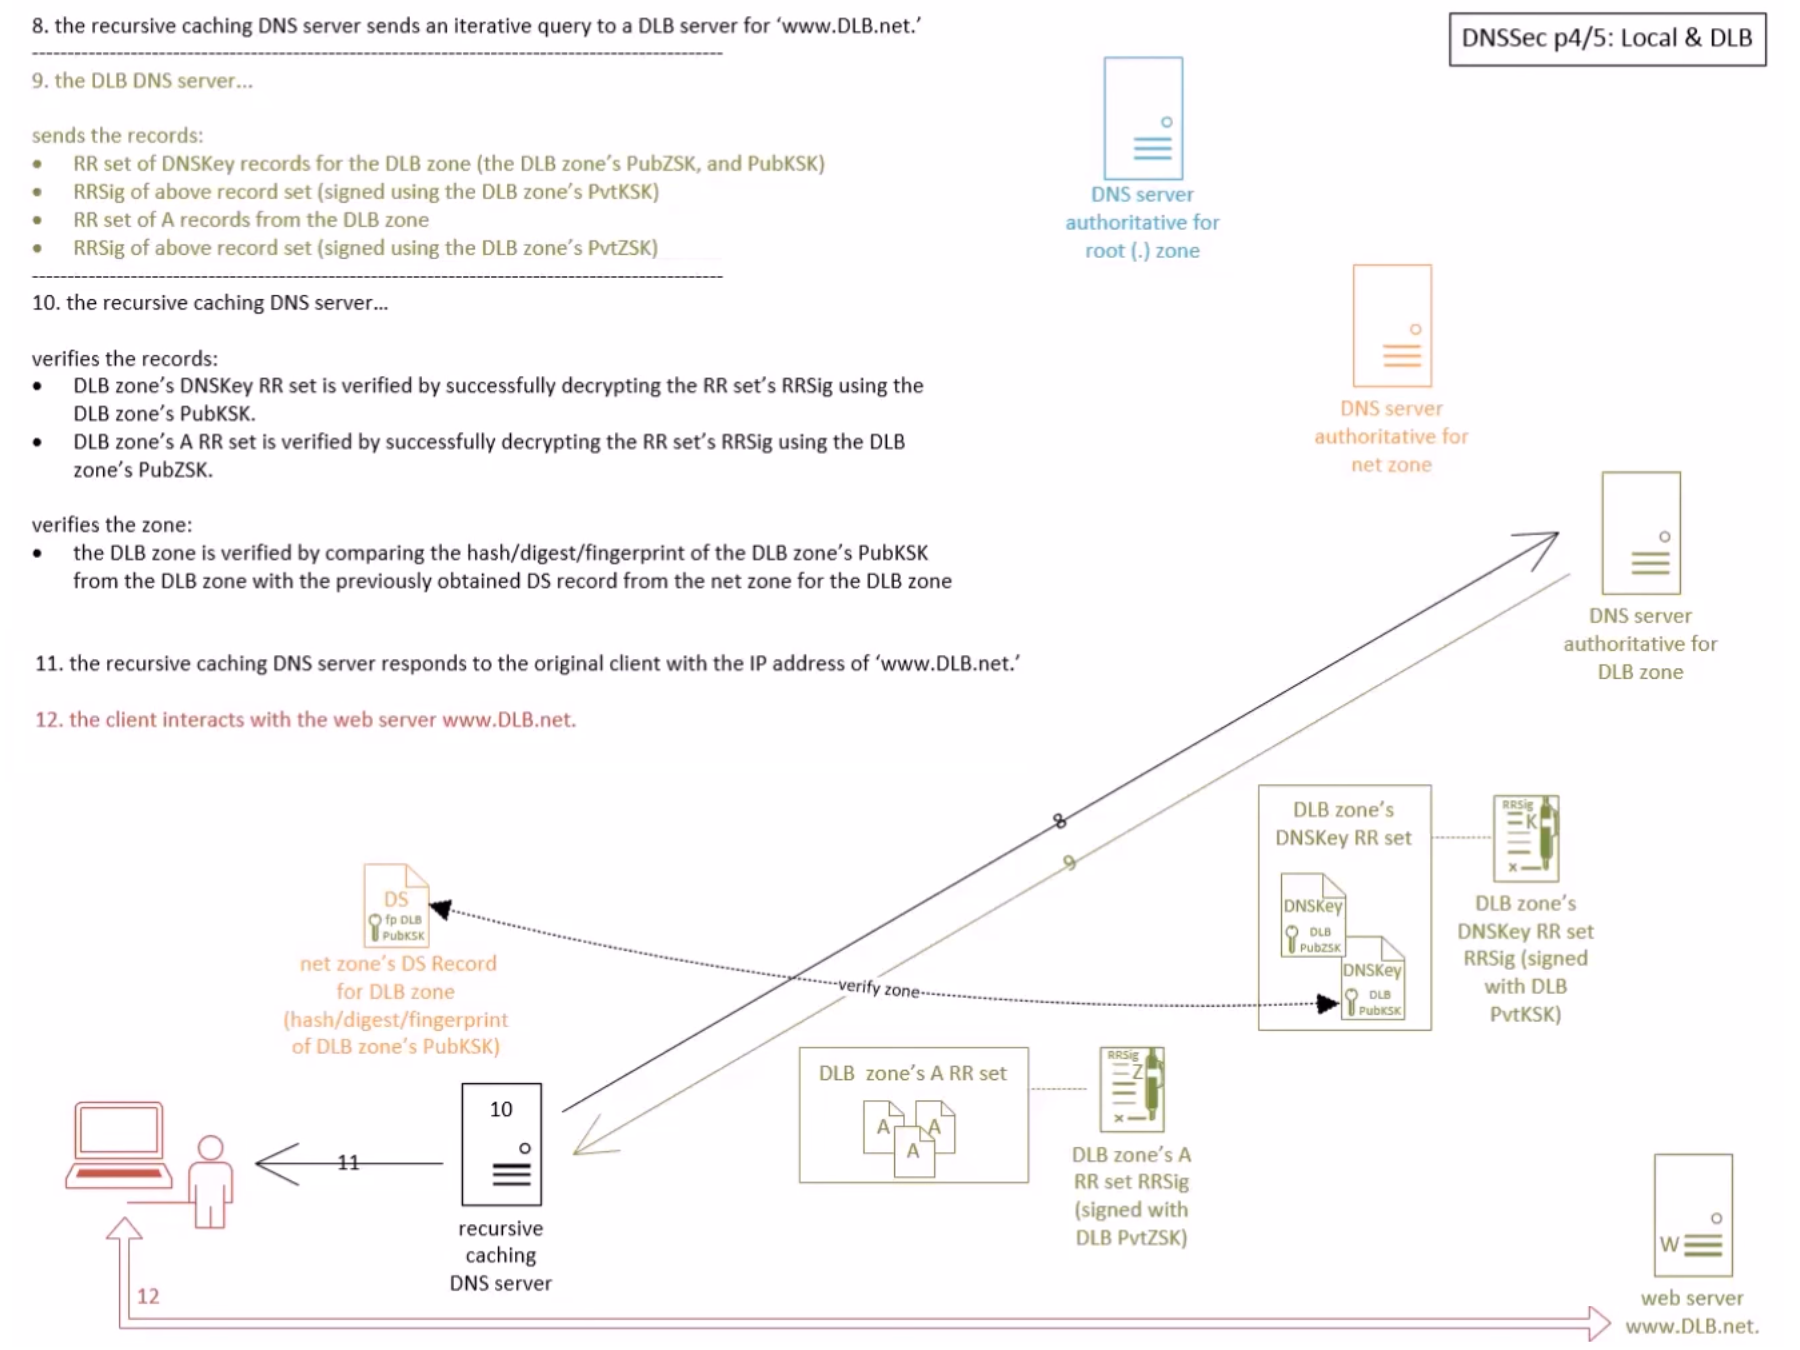 8. the recursive caching DNS server sends an iterative query to a DLB server for ‘www.DLB.net.’
9. the DLB DNS server...
sends the records:
• RR set of DNSKey records for the DLB zone (the DLB zone’s PubZSK, and PubKSK)
• RRSig of above record set (signed using the DLB zone’s PvtKSK)
• RR set of A records from the DLB zone
• RRSig of above record set (signed using the DLB zone’s PvtZSK)
10. the recursive caching DNS server...
verifies the records:
• DLB zone’s DNSKey RR set is verified by successfully decrypting the RR set’s RRSig using the
DLB zone’s PubKSK.
• DLB zone’s A RR set is verified by successfully decrypting the RR set’s RRSig using the DLB
zone’s PubZSK.
verifies the zone:
• the DLB zone is verified by comparing the hash/digest/fingerprint of the DLB zone’s PubKSK
from the DLB zone with the previously obtained DS record from the net zone for the DLB zone
11. the recursive caching DNS server responds to the original client with the IP address of ‘www.DLB.net.’
12. the client interacts with the web server www.DLB.net.
DNSSec p4/5: Local & DLB
DNS server
authoritative for
root (.) zone
DNS server
authoritative for
net zone
DNS server
authoritative for
DLB zone
8
9
DLB zone’s
DNSKey RR set
DNSKey
DLB
PubZSK
DNSKey
DLB
PubKSK
RRSig
K
x
DLB zone’s
DNSKey RR set
RRSig (signed
with DLB
PvtKSK)
DS
fp DLB
PubKSK
net zone’s DS Record
for DLB zone
(hash/digest/fingerprint
of DLB zone’s PubKSK)
verify zone
DLB zone’s A RR set
A
A
A
RRSig
Z
x
DLB zone’s A
RR set RRSig
(signed with
DLB PvtZSK)
10
recursive
caching
DNS server
11
12
W
web server
www.DLB.net.